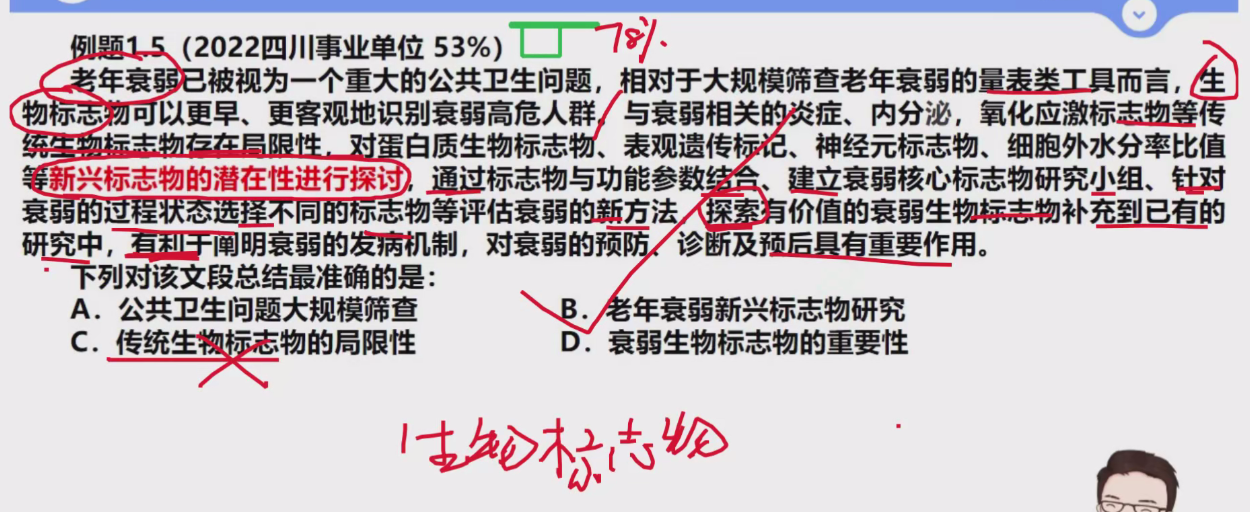 例题1.5（2022四川事业单位 53%） 78%.
老年衰弱已被视为一个重大的公共卫生问题，相对于大规模筛查老年衰弱的量表类工具而言，生
物标志物可以更早、更客观地识别衰弱高危人群。与衰弱相关的炎症、内分泌，氧化应激标志物等传
统生物标志物存在局限性，对蛋白质生物标志物、表观遗传标记、神经元标志物、细胞外水分率比值
等新兴标志物的潜在性进行探讨，通过标志物与功能参数结合、建立衰弱核心标志物研究小组、针对
衰弱的过程状态选择不同的标志物等评估衰弱的新方法，探索有价值的衰弱生物标志物补充到已有的
研究中，有利于阐明衰弱的发病机制，对衰弱的预防、诊断及预后具有重要作用。
下列对该文段总结最准确的是：
A．公共卫生问题大规模筛查 B．老年衰弱新兴标志物研究
C．传统生物标志物的局限性 D．衰弱生物标志物的重要性
生物标志物